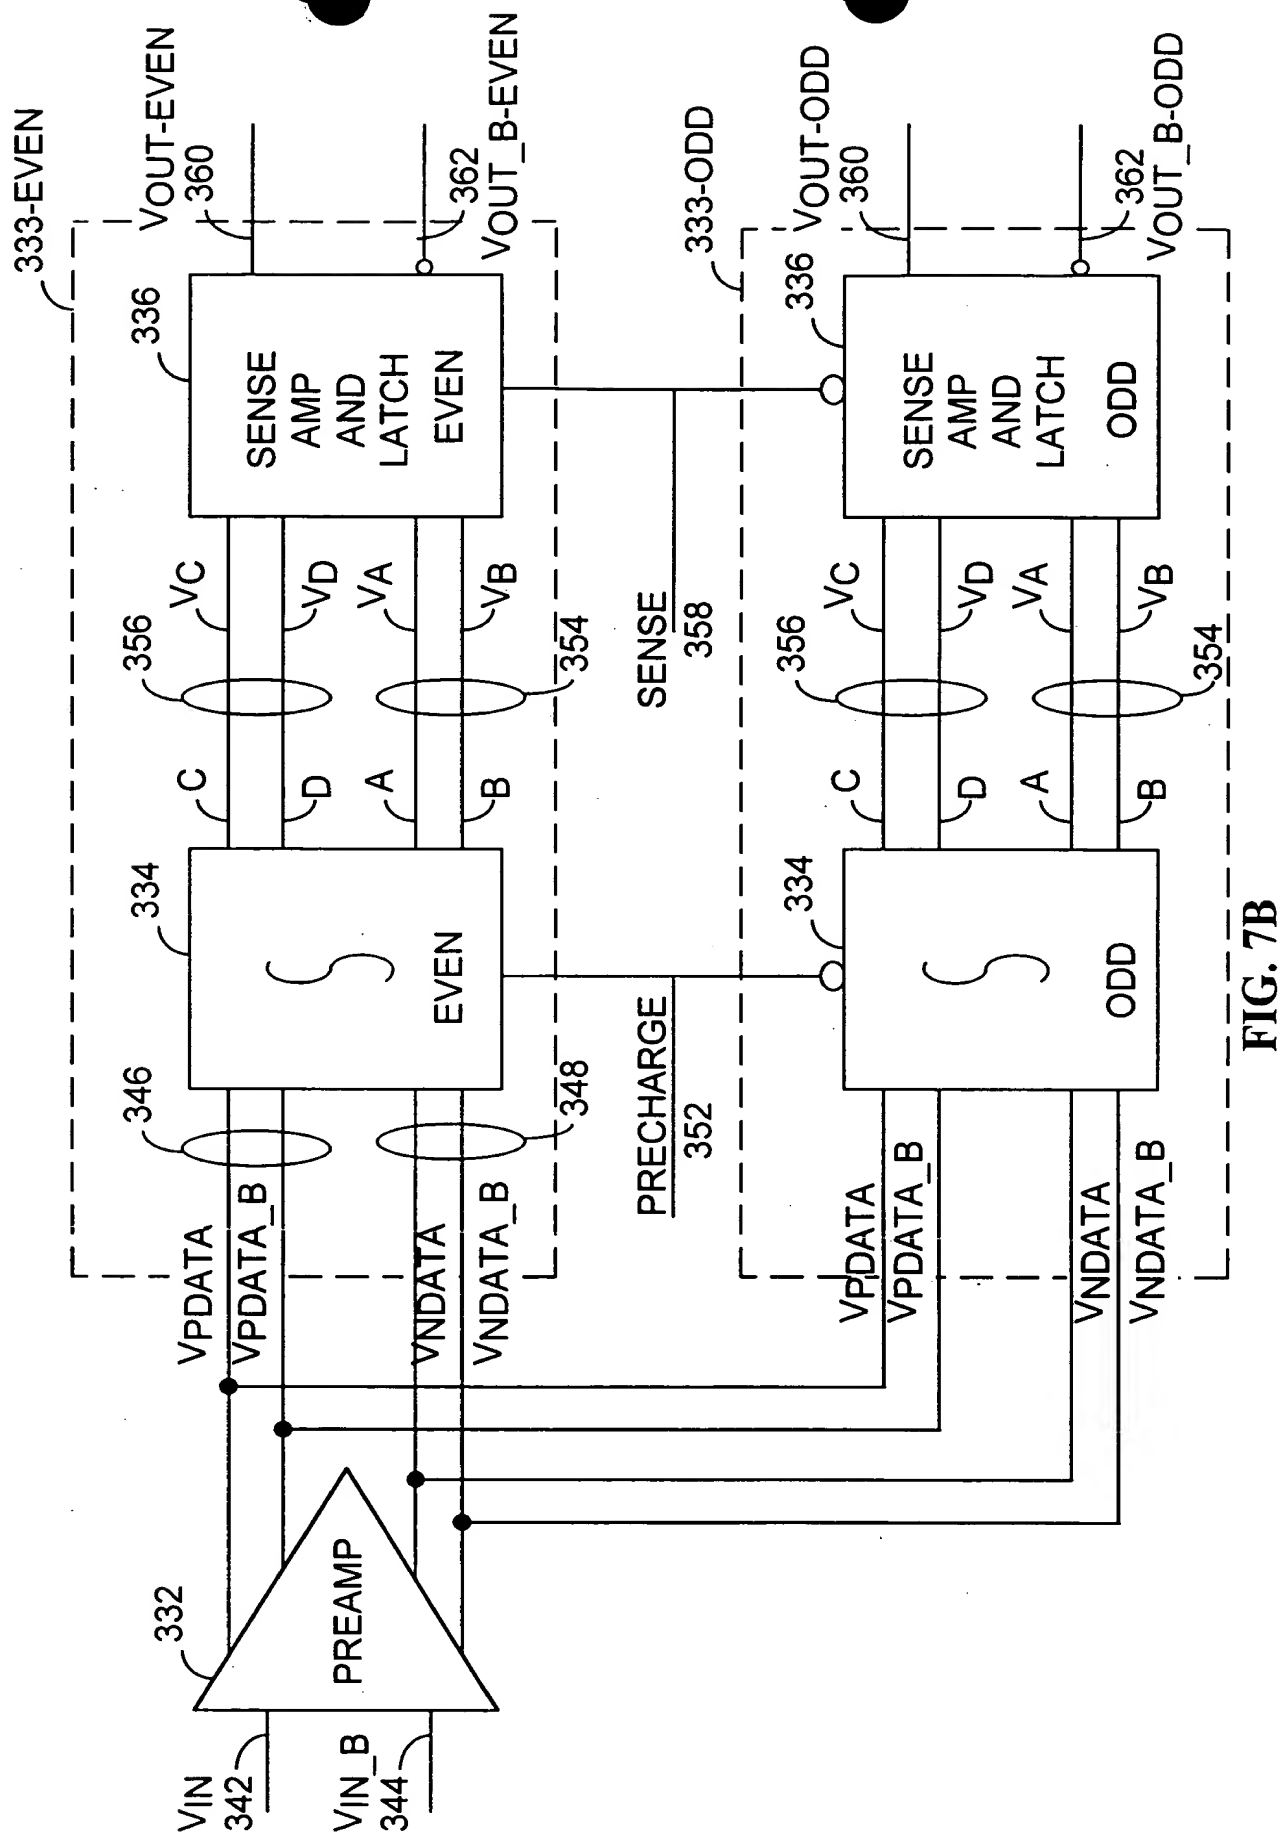 333-EVEN
VOUT-EVEN
360
336
SENSE
AMP
AND
LATCH
EVEN
362
VOUT_B-EVEN
356
VC
VD
VA
VB
354
C
D
A
B
334
EVEN
346
348
VPDATA
VPDATA_B
VNDATA
VNDATA_B
332
PREAMP
VIN
342
VIN_B
344
SENSE
358
PRECHARGE
352
333-ODD
VOUT-ODD
360
336
SENSE
AMP
AND
LATCH
ODD
362
VOUT_B-ODD
356
VC
VD
VA
VB
354
C
D
A
B
334
ODD
VPDATA
VPDATA_B
VNDATA
VNDATA_B
FIG. 7B